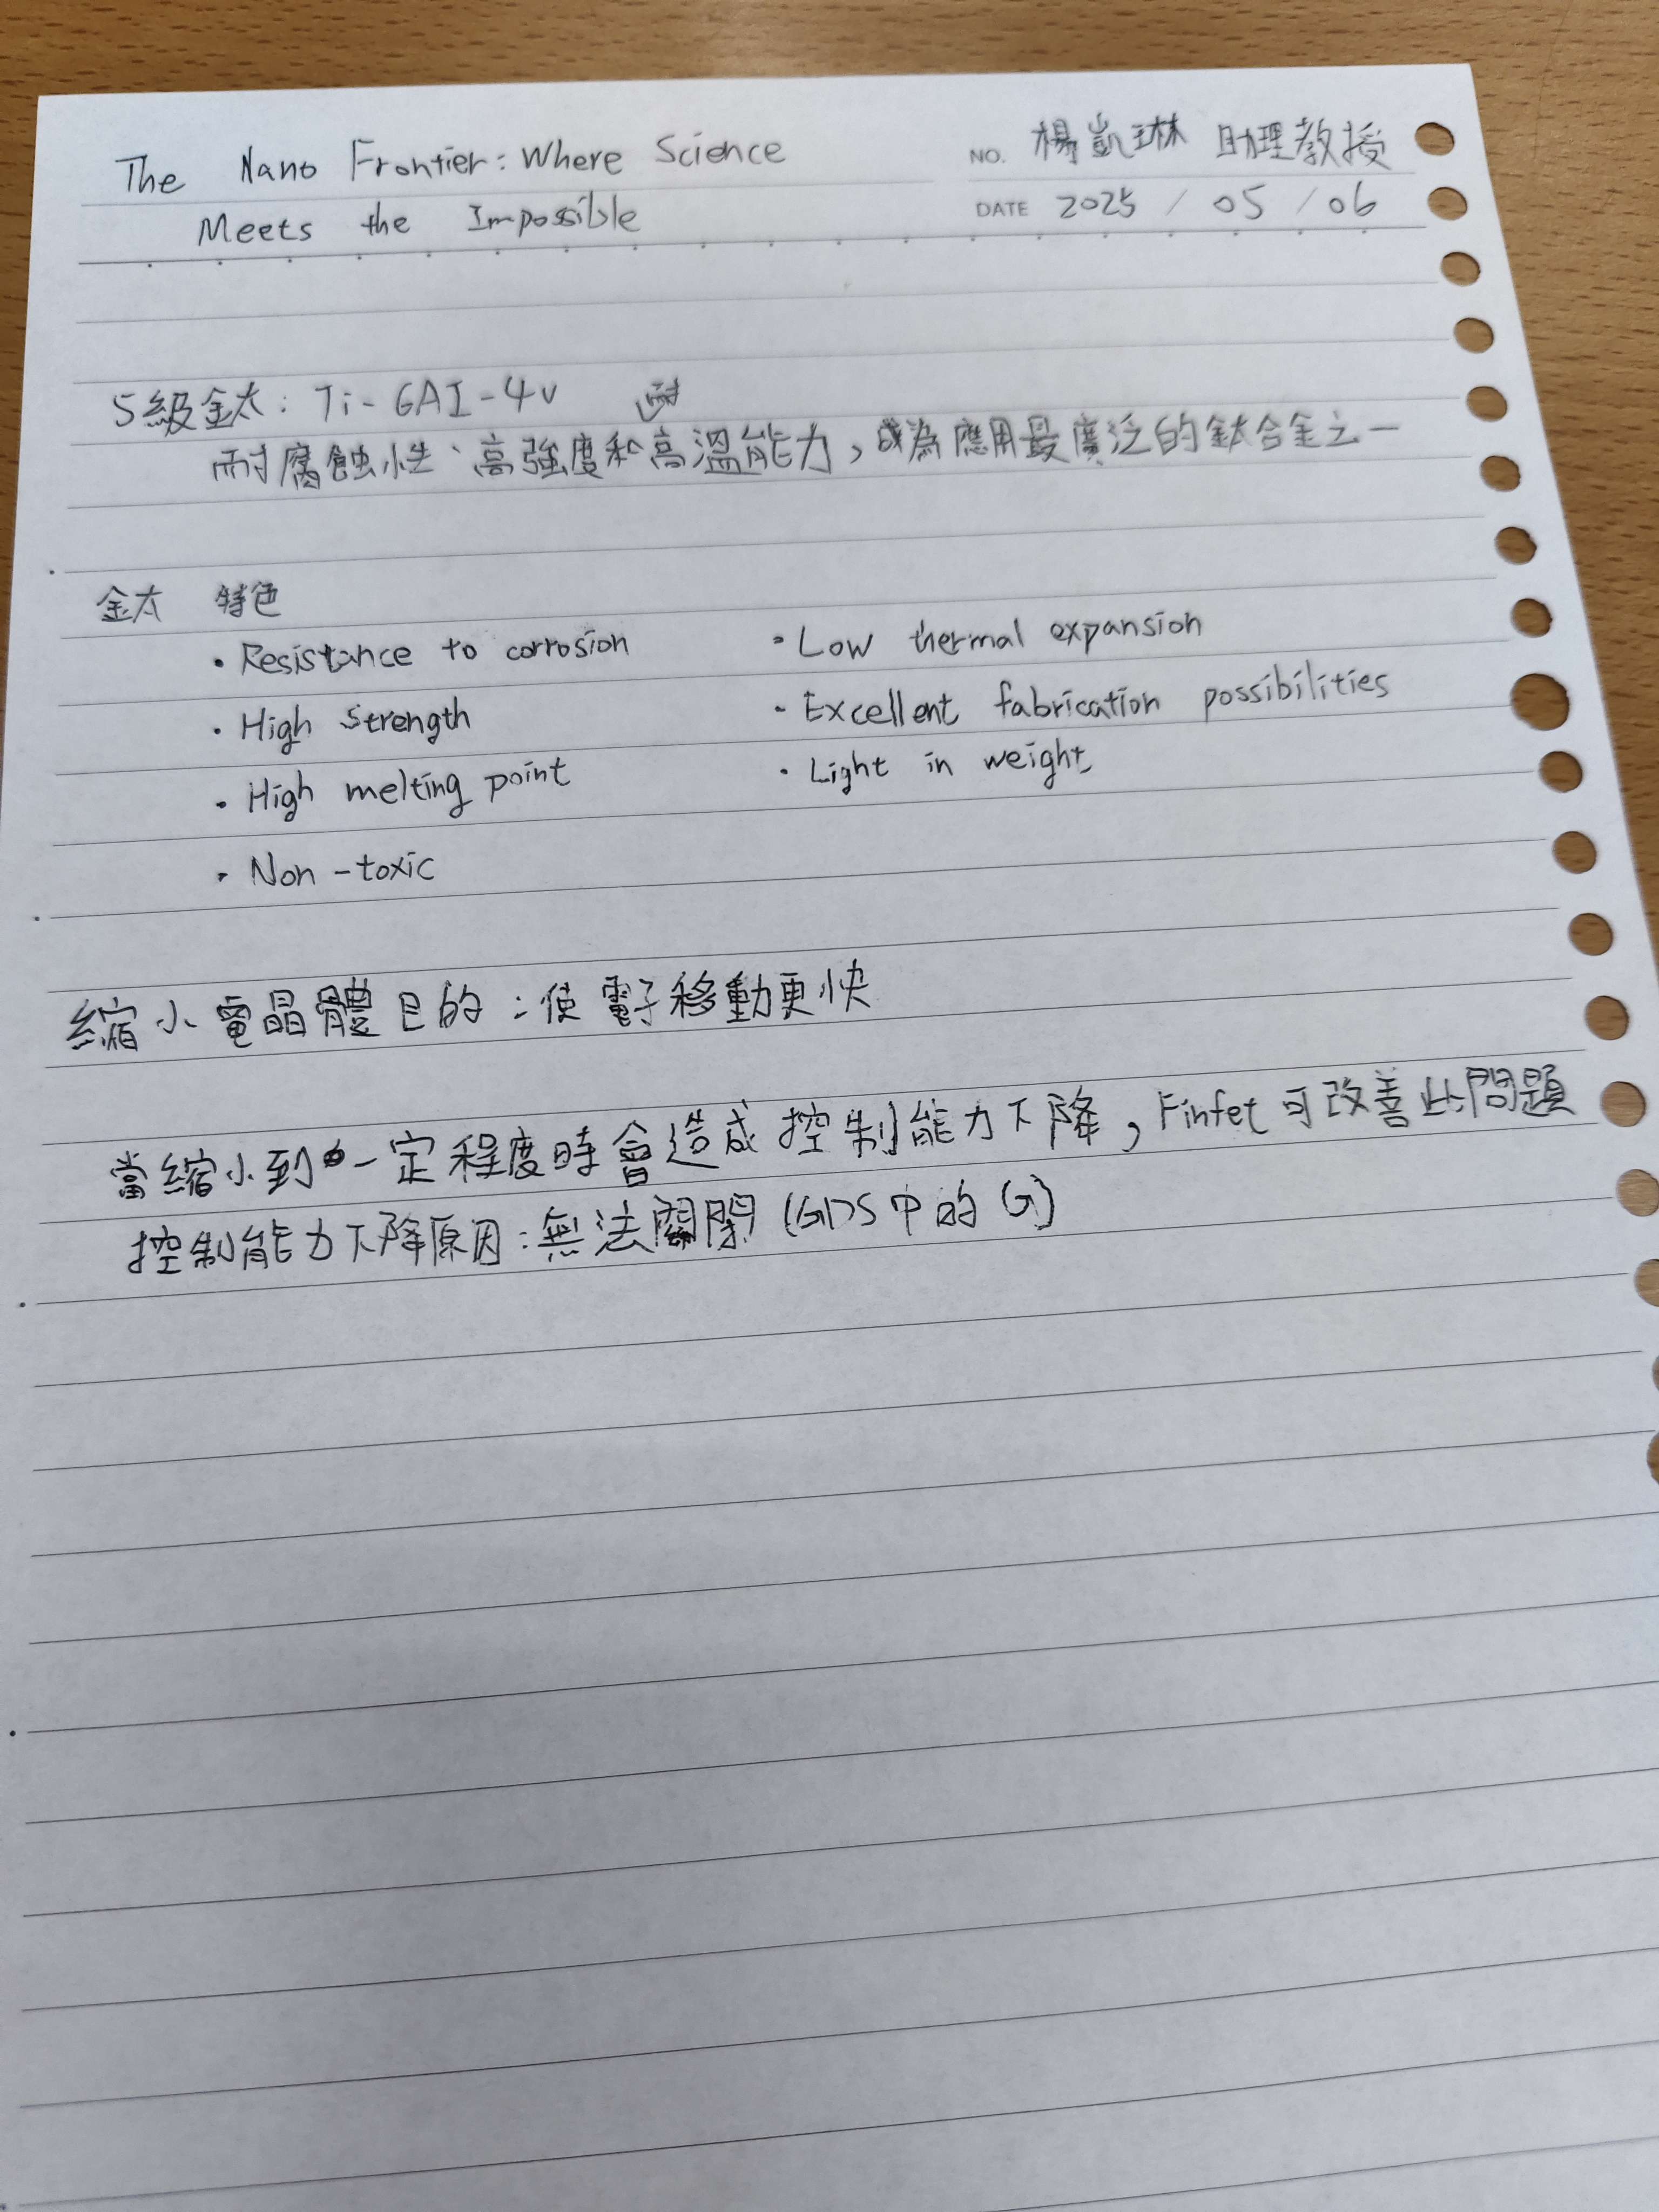 The Nano Frontier: Where Science
Meets the Impossible
NO. 楊凱琳 助理教授
DATE 2025 / 05 / 06
5級鈦: Ti-6Al-4V
耐
耐腐蝕性、高強度和高溫能力,成為應用最廣泛的鈦合金之一
鈦 特色
• Resistance to corrosion
• High strength
• High melting point
• Non-toxic
• Low thermal expansion
• Excellent fabrication possibilities
• Light in weight
縮小電晶體目的:使電子移動更快
當縮小到一定程度時會造成控制能力下降,Finfet可改善此問題
控制能力下降原因:無法關閉(GDS中的G)